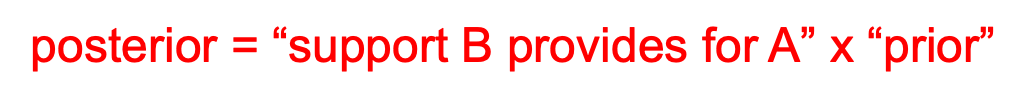 posterior = “support B provides for A” x “prior”